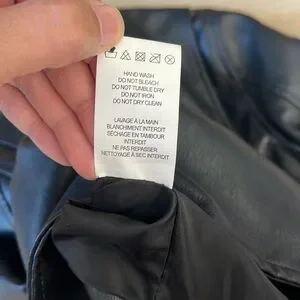 HAND WASH
DO NOT BLEACH
DO NOT TUMBLE DRY
DO NOT IRON
DO NOT DRY CLEAN
LAVAGE À LA MAIN
BLANCHIMENT INTERDIT
SÉCHAGE EN TAMBOUR
INTERDIT
NE PAS REPASSER
NETTOYAGE À SEC INTERDIT